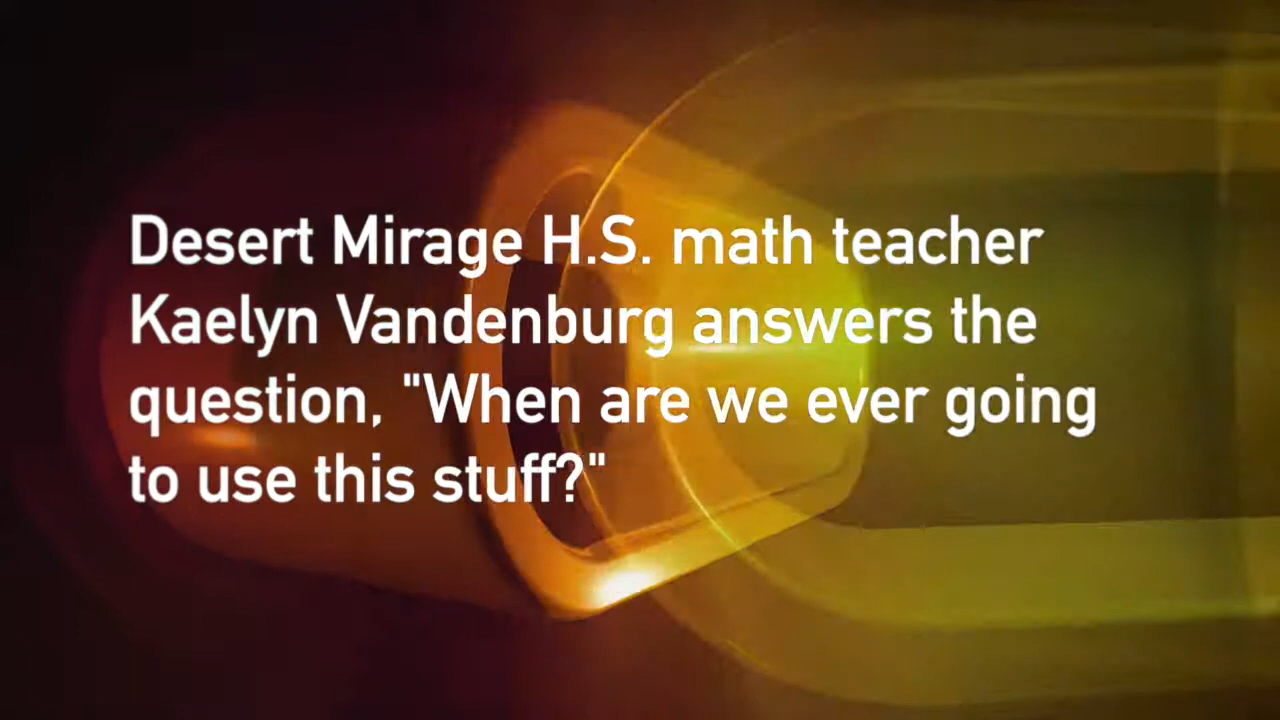 Desert Mirage H.S. math teacher
Kaelyn Vandenburg answers the
question, "When are we ever going
to use this stuff?"